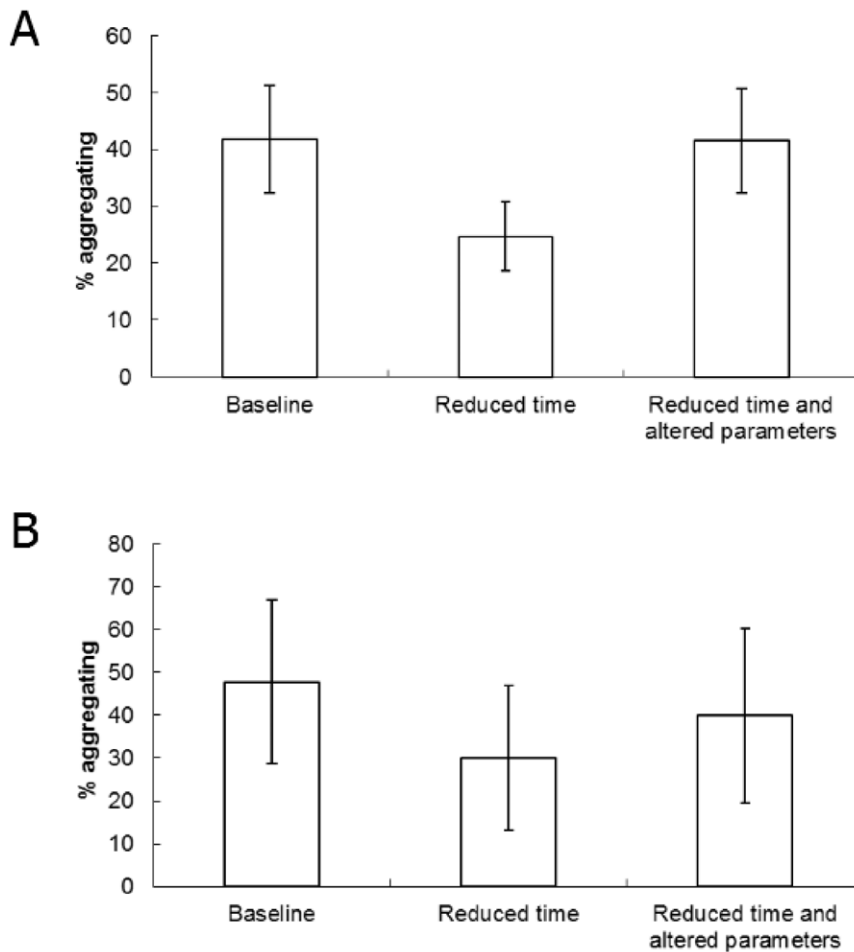 A
% aggregating
60
50
40
30
20
10
0
Baseline
Reduced time
Reduced time and
altered parameters
B
% aggregating
80
70
60
50
40
30
20
10
0
Baseline
Reduced time
Reduced time and
altered parameters